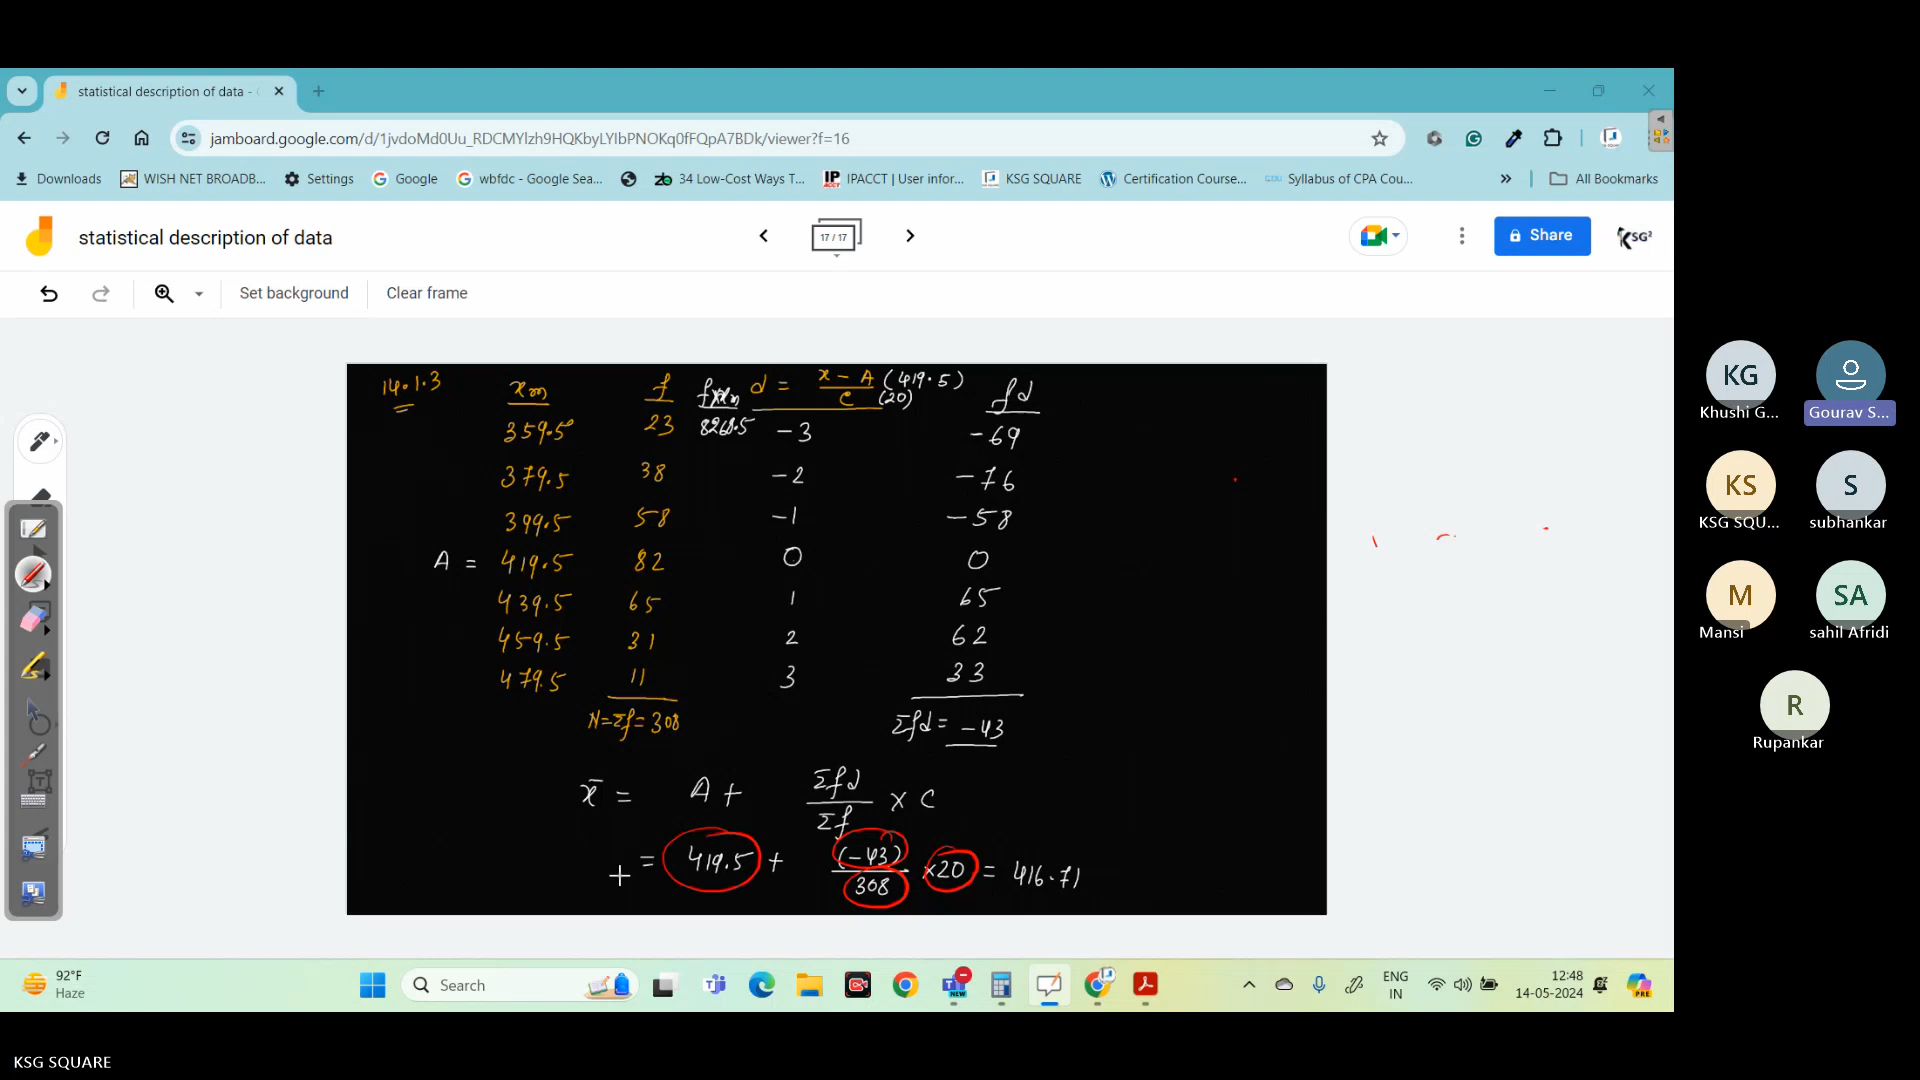 statistical description of data -
jamboard.google.com/d/1jvdoMd0Uu_RDCMYlzh9HQKbyLYlbPNOKq0fFQpA7BDk/viewer?f=16
Downloads WISH NET BROADB... Settings Google wbfdc - Google Sea... 34 Low-Cost Ways T... IPACCT | User infor... KSG SQUARE Certification Course... Syllabus of CPA Cou... » All Bookmarks
statistical description of data
17 / 17
Share
KSG²
Set background Clear frame
14.1.3 xm f fxm d = x - A (419.5) / C (20) fd
359.5 23 8268.5 -3 -69
379.5 38 -2 -76
399.5 58 -1 -58
A = 419.5 82 0 0
439.5 65 1 65
459.5 31 2 62
479.5 11 3 33
N=Σf=308 Σfd = -43
x̄ = A + Σfd / Σf × C
= 419.5 + (-43) / 308 ×20 = 416.71
KG
Khushi G...
Gourav S...
KS
KSG SQU...
S
subhankar
M
Mansi
SA
sahil Afridi
R
Rupankar
92°F
Haze
Search
NEW
ENG
IN
12:48
14-05-2024
PRE
KSG SQUARE